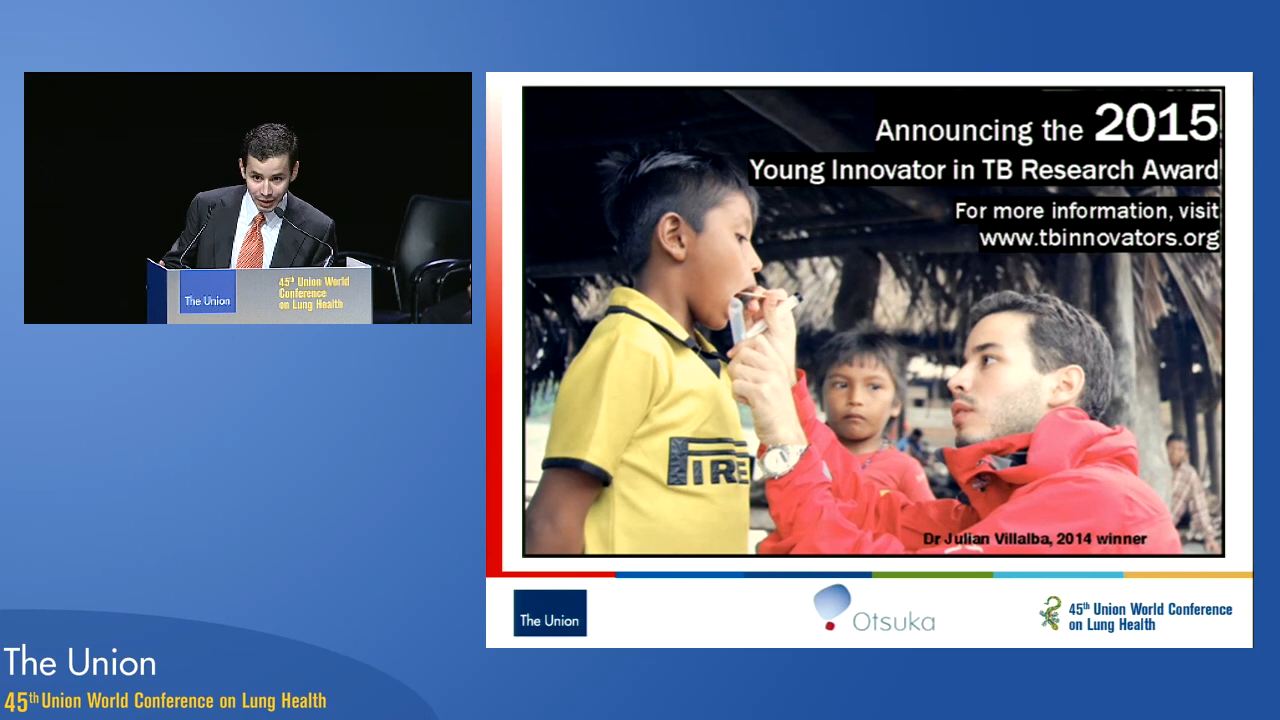 The Union
45th Union World
Conference
on Lung Health
Announcing the 2015
Young Innovator in TB Research Award
For more information, visit
www.tbinnovators.org
PIRE
Dr Julian Villalba, 2014 winner
The Union
Otsuka
45th Union World Conference
on Lung Health
The Union
45th Union World Conference on Lung Health